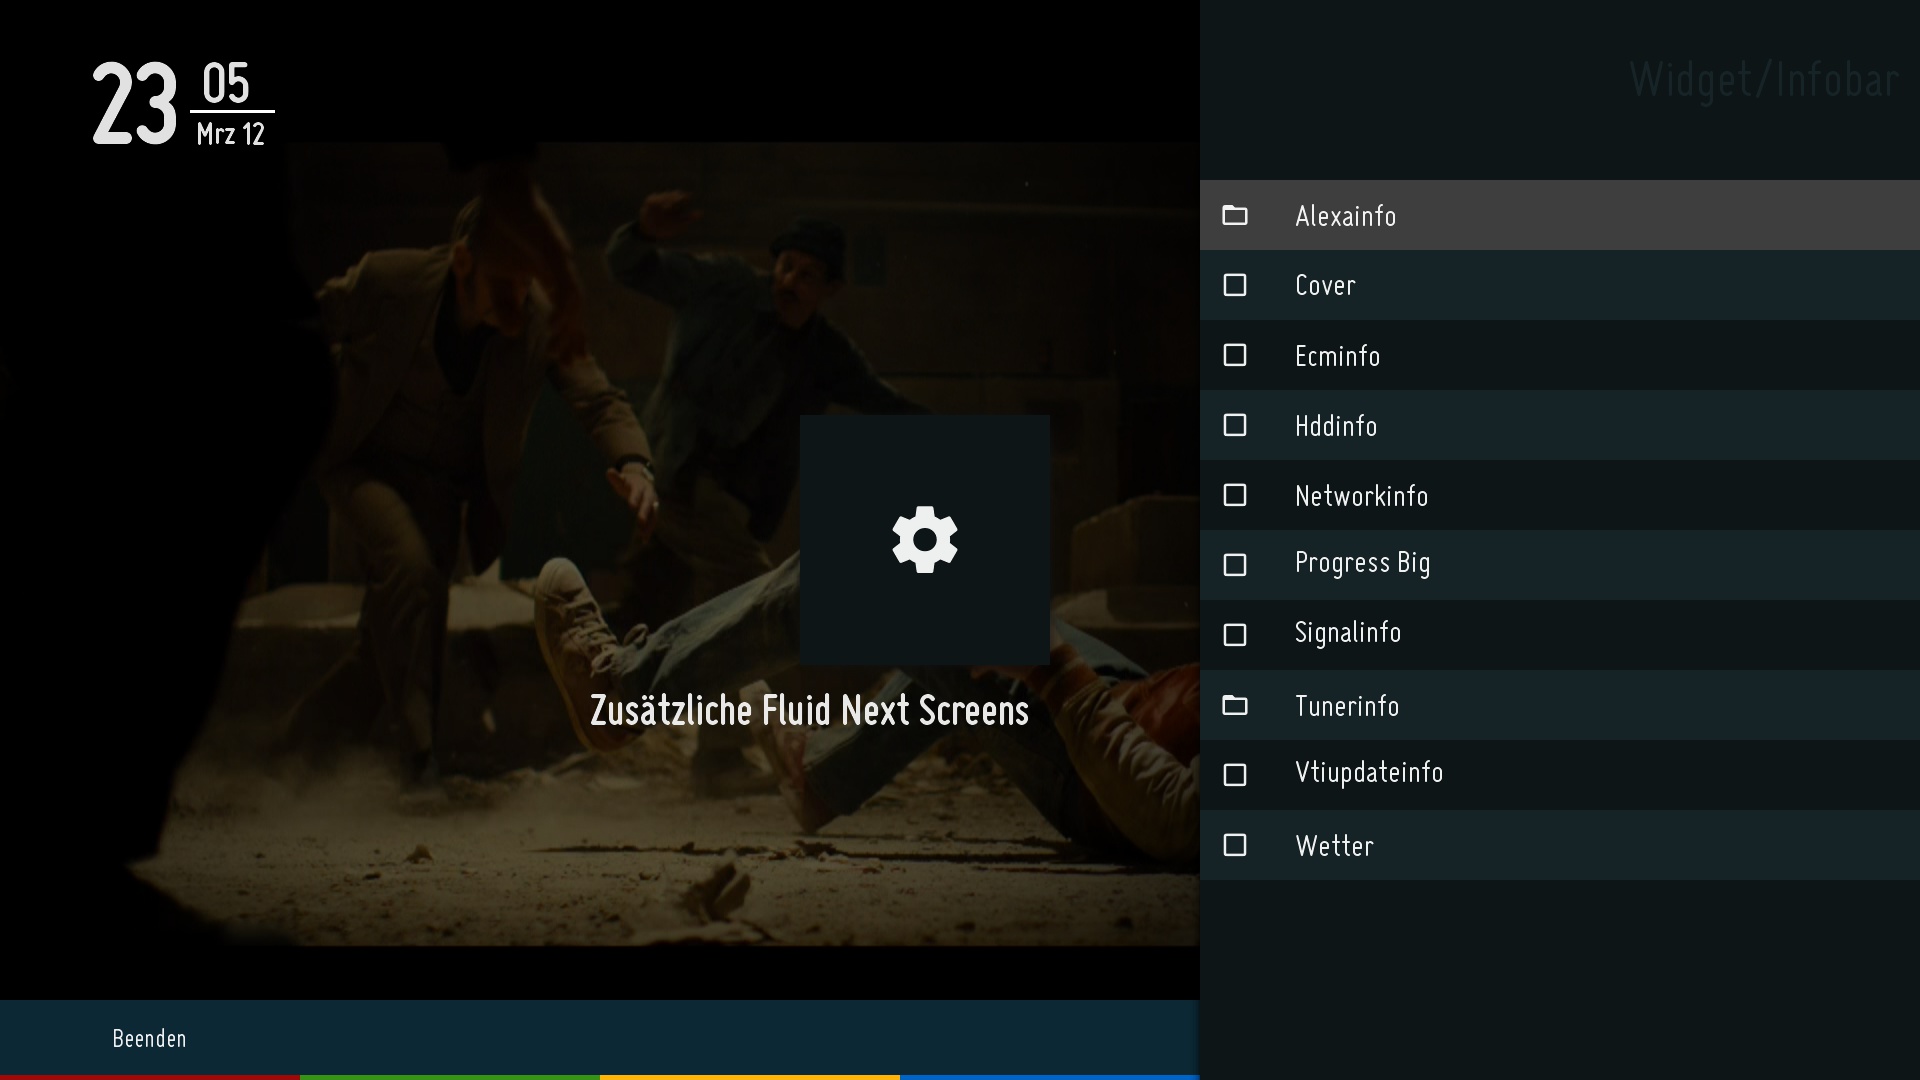 23
05
Mrz 12
Widget/Infobar
Alexainfo
Cover
Ecminfo
Hddinfo
Networkinfo
Progress Big
Signalinfo
Tunerinfo
Vtiupdateinfo
Wetter
Zusätzliche Fluid Next Screens
Beenden